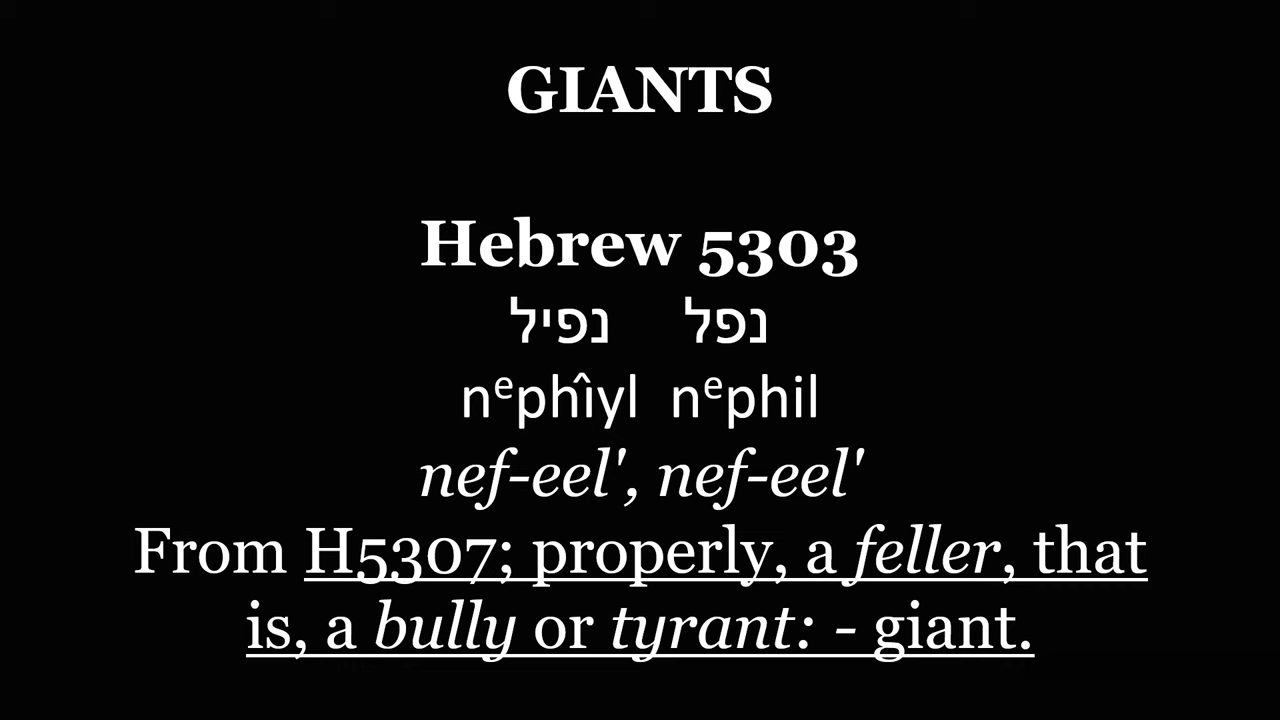 GIANTS
Hebrew 5303
נפיל נפל
nᵉphîyl nᵉphil
nef-eel', nef-eel'
From H5307; properly, a feller, that
is, a bully or tyrant: - giant.